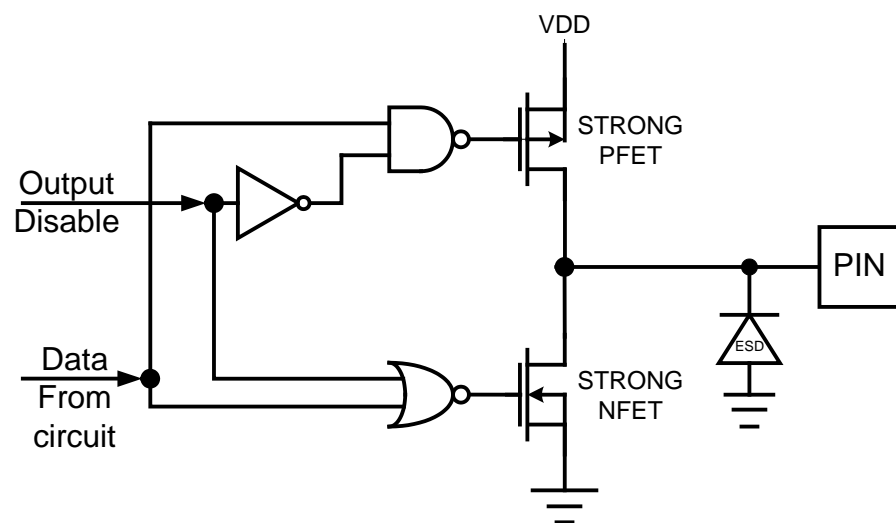 VDD
STRONG
PFET
Output
Disable
PIN
ESD
Data
From
circuit
STRONG
NFET